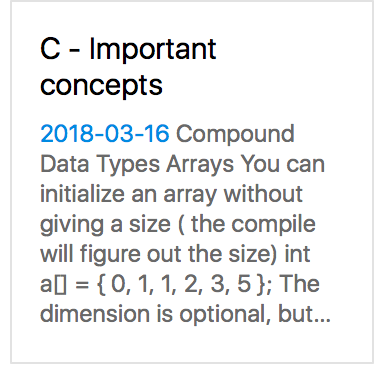 C - Important
concepts
2018-03-16 Compound
Data Types Arrays You can
initialize an array without
giving a size ( the compile
will figure out the size) int
a[] = { 0, 1, 1, 2, 3, 5 }; The
dimension is optional, but...